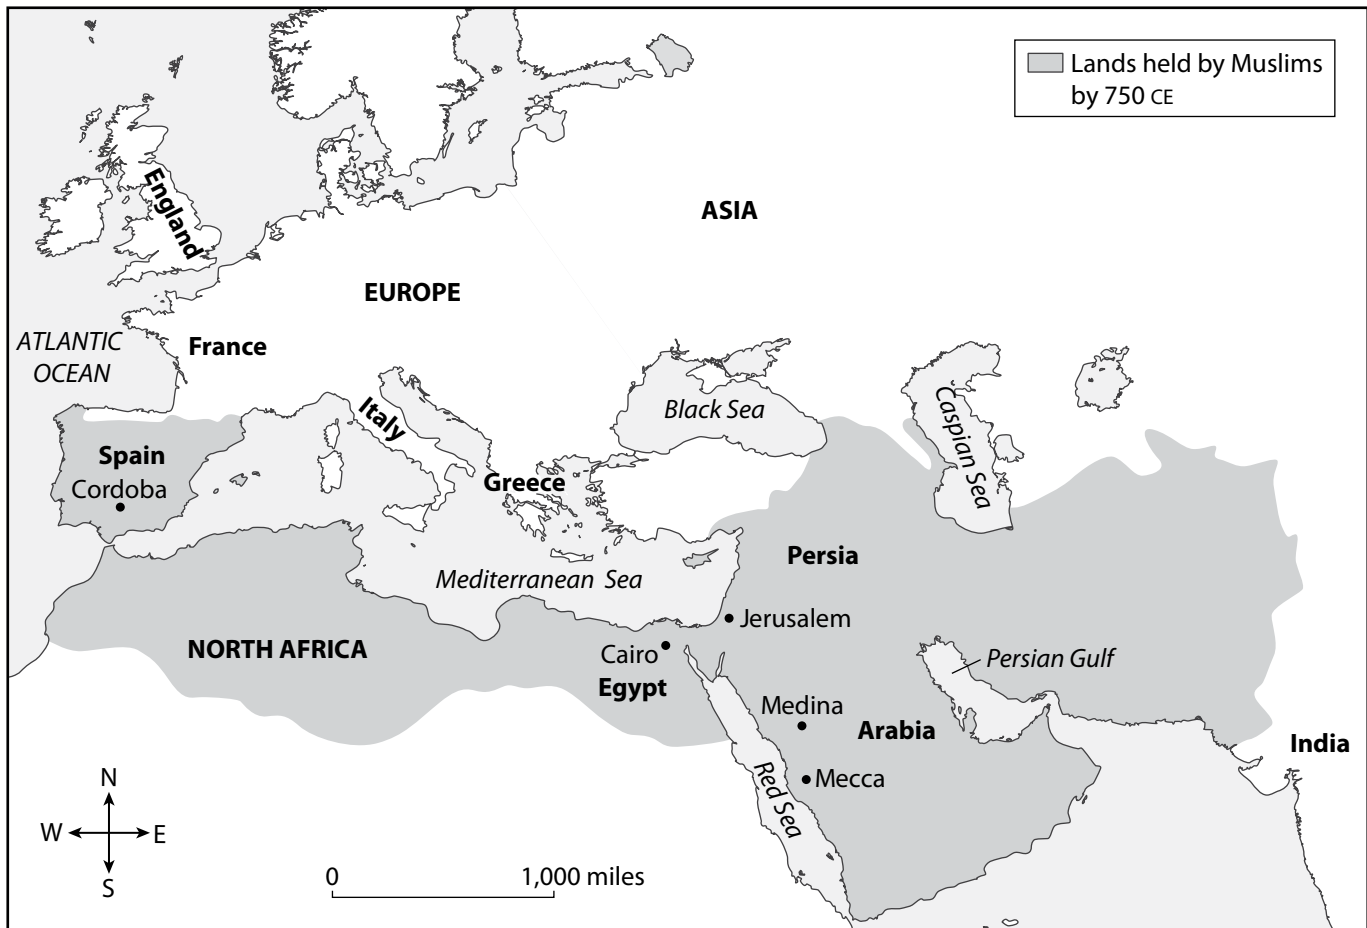 Lands held by Muslims
by 750 CE
England
ASIA
EUROPE
ATLANTIC
OCEAN
France
Italy
Black Sea
Caspian Sea
Spain
Cordoba
Greece
Persia
Mediterranean Sea
Jerusalem
NORTH AFRICA
Cairo
Egypt
Persian Gulf
Medina
Arabia
India
Mecca
Red Sea
N
W
E
S
0
1,000 miles